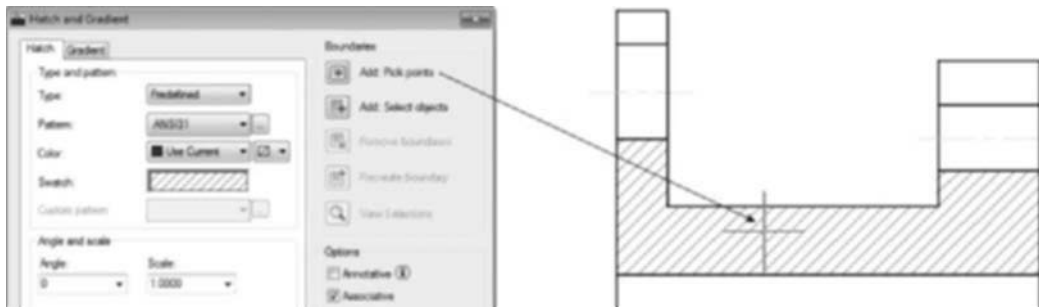 Hatch and Gradient
Hatch
Gradient
Type and pattern
Type:
Predefined
Pattern:
ANSI31
...
Color:
Use Current
Swatch:
Custom pattern:
...
Angle and scale
Angle:
0
Scale:
1.0000
Boundaries
Add: Pick points
Add: Select objects
Remove boundaries
Recreate boundary
View Selections
Options
Annotative
Associative